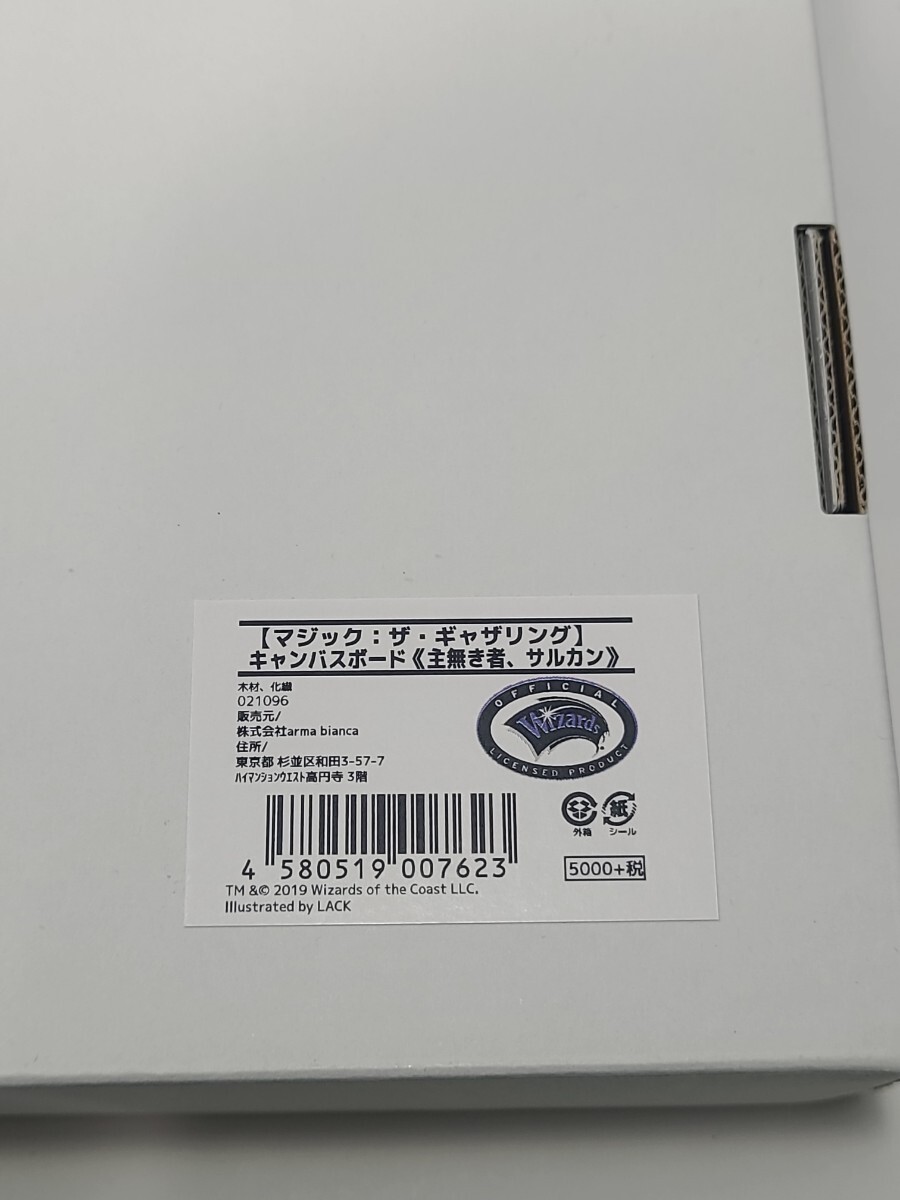 【マジック：ザ・ギャザリング】
キャンバスボード《主無き者、サルカン》
木材、化繊
021096
販売元/
株式会社arma bianca
住所/
東京都 杉並区和田3-57-7
ﾊｲﾏﾝｼｮﾝｳｴｽﾄ高円寺 3階
OFFICIAL
Wizards
LICENSED PRODUCT
紙
外箱 シール
4 580519 007623
5000+税
TM &© 2019 Wizards of the Coast LLC.
Illustrated by LACK